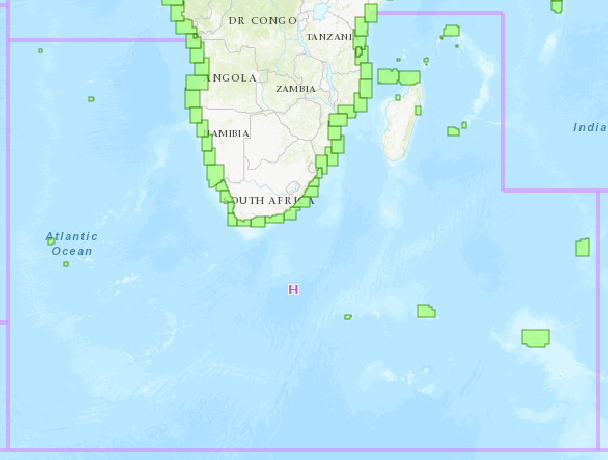 DR CONGO
TANZANI
ANGOLA
ZAMBIA
India
AMIBIA
OUTH AFRICA
Atlantic
Ocean
H